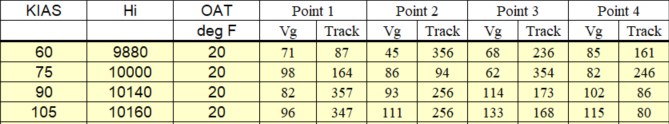 KIAS Hi OAT Point 1 Point 2 Point 3 Point 4
deg F Vg Track Vg Track Vg Track Vg Track
60 9880 20 71 87 45 356 68 236 85 161
75 10000 20 98 164 86 94 62 354 82 246
90 10140 20 82 357 93 256 114 173 102 86
105 10160 20 96 347 111 256 133 168 115 80